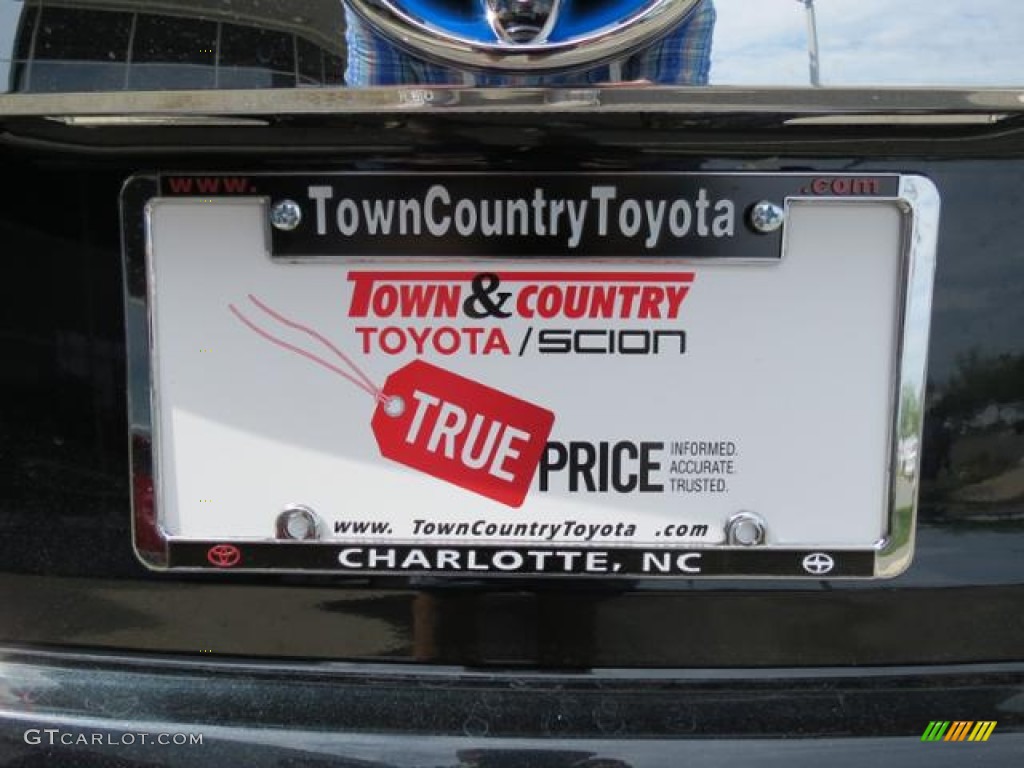 www. .com
TownCountryToyota
TOWN & COUNTRY
TOYOTA / SCION
TRUE PRICE INFORMED.
ACCURATE.
TRUSTED.
www. TownCountryToyota .com
CHARLOTTE, NC
GTCARLOT.COM